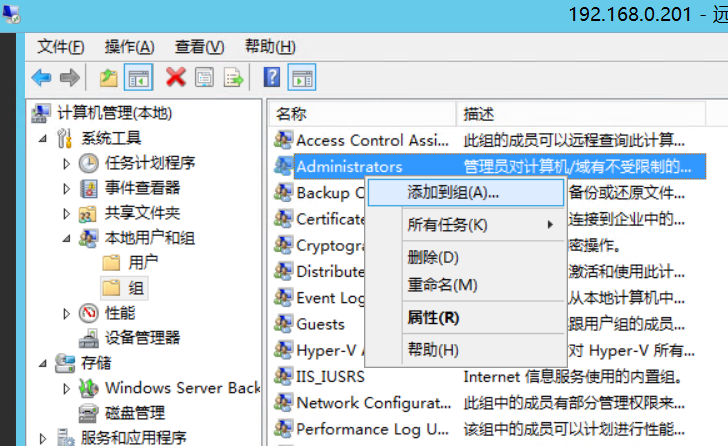 192.168.0.201 - 远
文件(F) 操作(A) 查看(V) 帮助(H)
计算机管理(本地)
系统工具
任务计划程序
事件查看器
共享文件夹
本地用户和组
用户
组
性能
设备管理器
存储
Windows Server Back
磁盘管理
服务和应用程序
名称 描述
Access Control Assi... 此组的成员可以远程查询此计算...
Administrators 管理员对计算机/域有不受限制的...
Backup 备份或还原文件...
Certificate 连接到企业中的...
Cryptogra 密操作。
Distribute 激活和使用此计...
Event Log 从本地计算机中...
Guests 跟用户组的成员...
Hyper-V 对 Hyper-V 所有...
IIS_IUSRS Internet 信息服务使用的内置组。
Network Configurat... 此组中的成员有部分管理权限来...
Performance Log U... 该组中的成员可以计划进行性能...
添加到组(A)...
所有任务(K)
删除(D)
重命名(M)
属性(R)
帮助(H)